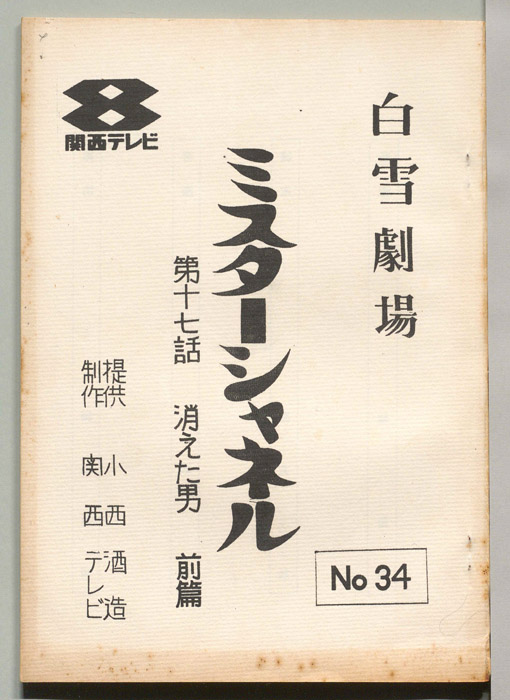 白雪劇場
ミスターシャネル
第十七話 消えた男 前篇
提供 小西酒造
制作 関西テレビ
8
関西テレビ
No 34